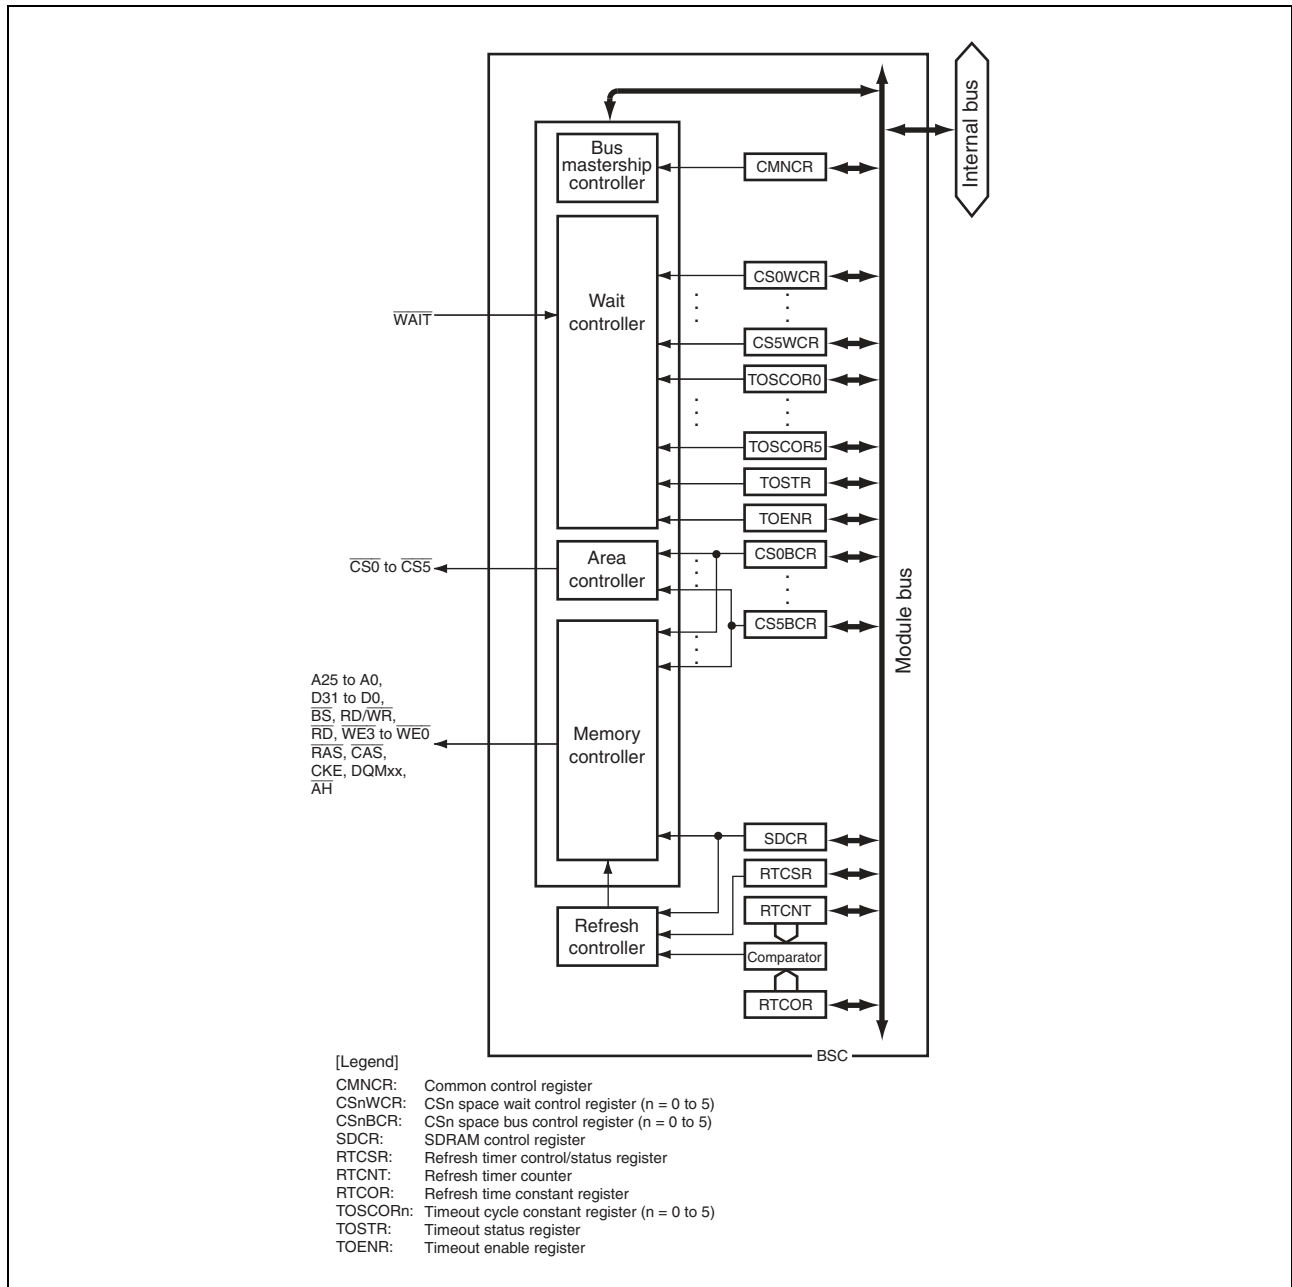 Internal bus
Bus
mastership
controller
CMNCR
CS0WCR
Wait
controller
WAIT
CS5WCR
TOSCOR0
TOSCOR5
TOSTR
TOENR
CS0BCR
Area
controller
CS0 to CS5
CS5BCR
Module bus
A25 to A0,
D31 to D0,
BS, RD/WR,
RD, WE3 to WE0
RAS, CAS,
CKE, DQMxx,
AH
Memory
controller
SDCR
RTCSR
RTCNT
Refresh
controller
Comparator
RTCOR
BSC
[Legend]
CMNCR: Common control register
CSnWCR: CSn space wait control register (n = 0 to 5)
CSnBCR: CSn space bus control register (n = 0 to 5)
SDCR: SDRAM control register
RTCSR: Refresh timer control/status register
RTCNT: Refresh timer counter
RTCOR: Refresh time constant register
TOSCORn: Timeout cycle constant register (n = 0 to 5)
TOSTR: Timeout status register
TOENR: Timeout enable register